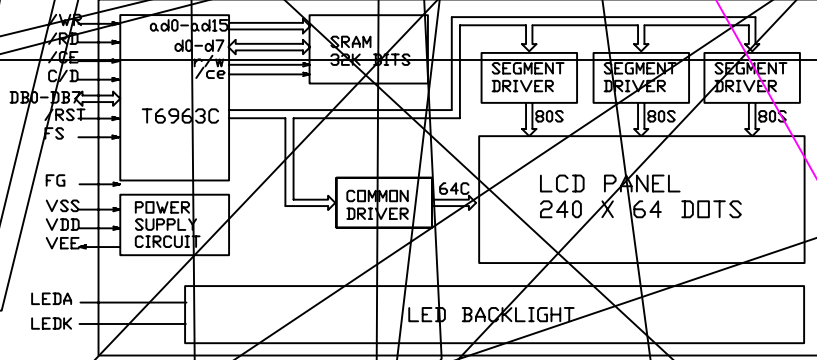 /WR
/RD
/CE
C/D
DB0-DB7
/RST
FS
FG
VSS
VDD
VEE
LEDA
LEDK
ad0-ad15
d0-d7
r/w
/ce
T6963C
POWER
SUPPLY
CIRCUIT
SRAM
32K BITS
COMMON
DRIVER
64C
SEGMENT
DRIVER
SEGMENT
DRIVER
SEGMENT
DRIVER
80S
80S
80S
LCD PANEL
240 X 64 DOTS
LED BACKLIGHT